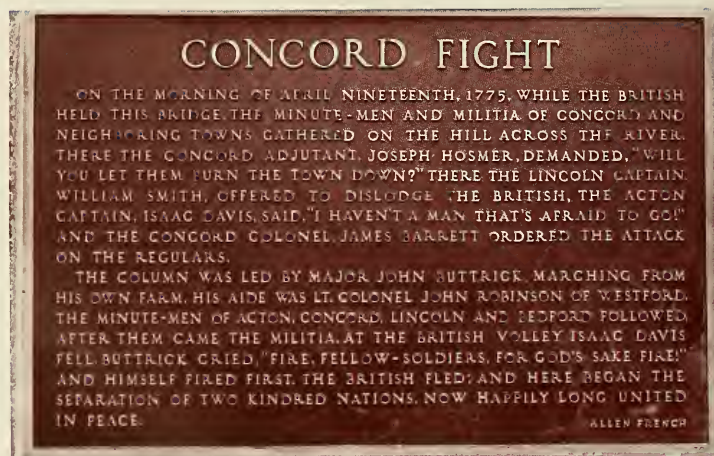 CONCORD FIGHT
ON THE MORNING OF APRIL NINETEENTH, 1775, WHILE THE BRITISH
HELD THIS BRIDGE, THE MINUTE-MEN AND MILITIA OF CONCORD AND
NEIGHBORING TOWNS GATHERED ON THE HILL ACROSS THE RIVER.
THERE THE CONCORD ADJUTANT, JOSEPH HOSMER, DEMANDED, "WILL
YOU LET THEM BURN THE TOWN DOWN?" THERE THE LINCOLN CAPTAIN,
WILLIAM SMITH, OFFERED TO DISLODGE THE BRITISH, THE ACTON
CAPTAIN, ISAAC DAVIS, SAID, "I HAVEN'T A MAN THAT'S AFRAID TO GO!"
AND THE CONCORD COLONEL, JAMES BARRETT ORDERED THE ATTACK
ON THE REGULARS.
THE COLUMN WAS LED BY MAJOR JOHN BUTTRICK, MARCHING FROM
HIS OWN FARM. HIS AIDE WAS LT. COLONEL JOHN ROBINSON OF WESTFORD.
THE MINUTE-MEN OF ACTON, CONCORD, LINCOLN AND BEDFORD FOLLOWED.
AFTER THEM CAME THE MILITIA. AT THE BRITISH VOLLEY ISAAC DAVIS
FELL. BUTTRICK CRIED, "FIRE, FELLOW-SOLDIERS, FOR GOD'S SAKE FIRE!"
AND HIMSELF FIRED FIRST. THE BRITISH FLED; AND HERE BEGAN THE
SEPARATION OF TWO KINDRED NATIONS, NOW HAPPILY LONG UNITED
IN PEACE.
ALLEN FRENCH